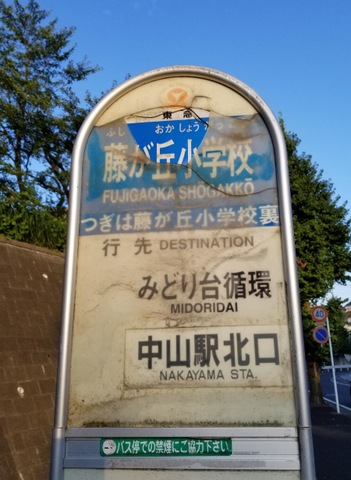 東急
ふじ おか しょう
藤が丘小学校
FUJIGAOKA SHŌGAKKŌ
つぎは藤が丘小学校裏
行先 DESTINATION
みどり台循環
MIDORIDAI
中山駅北口
NAKAYAMA STA.
バス停での禁煙にご協力下さい
40